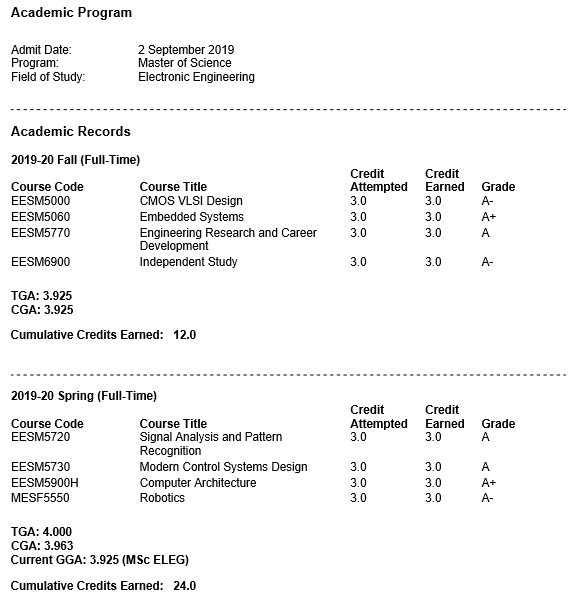 Academic Program
Admit Date: 2 September 2019
Program: Master of Science
Field of Study: Electronic Engineering
Academic Records
2019-20 Fall (Full-Time)
Credit Credit
Course Code Course Title Attempted Earned Grade
EESM5000 CMOS VLSI Design 3.0 3.0 A-
EESM5060 Embedded Systems 3.0 3.0 A+
EESM5770 Engineering Research and Career 3.0 3.0 A
Development
EESM6900 Independent Study 3.0 3.0 A-
TGA: 3.925
CGA: 3.925
Cumulative Credits Earned: 12.0
2019-20 Spring (Full-Time)
Credit Credit
Course Code Course Title Attempted Earned Grade
EESM5720 Signal Analysis and Pattern 3.0 3.0 A
Recognition
EESM5730 Modern Control Systems Design 3.0 3.0 A
EESM5900H Computer Architecture 3.0 3.0 A+
MESF5550 Robotics 3.0 3.0 A-
TGA: 4.000
CGA: 3.963
Current GGA: 3.925 (MSc ELEG)
Cumulative Credits Earned: 24.0